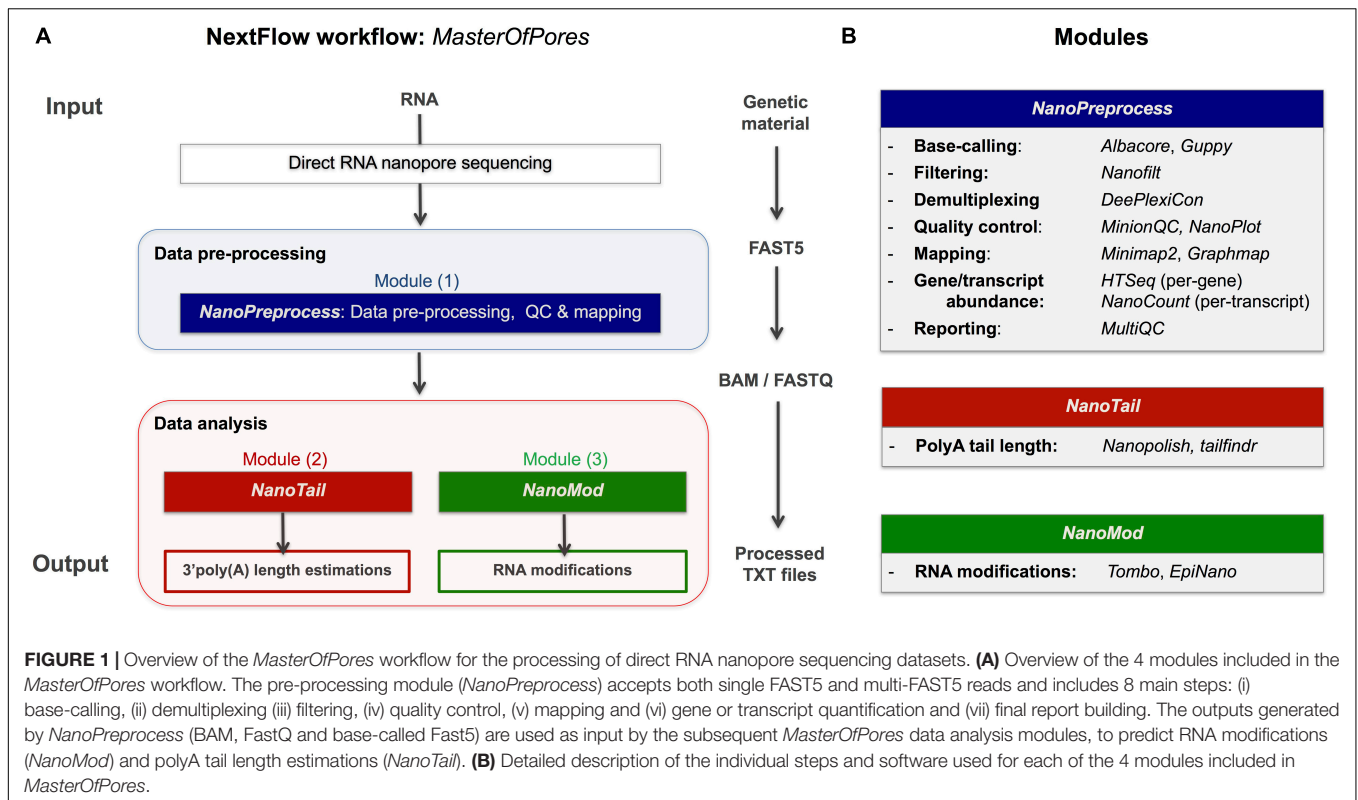 A
NextFlow workflow: MasterOfPores
Input
RNA
Direct RNA nanopore sequencing
Data pre-processing
Module (1)
NanoPreprocess: Data pre-processing, QC & mapping
Data analysis
Module (2)
NanoTail
3'poly(A) length estimations
Module (3)
NanoMod
RNA modifications
Output
Genetic
material
FAST5
BAM / FASTQ
Processed
TXT files
B
Modules
NanoPreprocess
- Base-calling: Albacore, Guppy
- Filtering: Nanofilt
- Demultiplexing DeePlexiCon
- Quality control: MinionQC, NanoPlot
- Mapping: Minimap2, Graphmap
- Gene/transcript HTSeq (per-gene)
abundance: NanoCount (per-transcript)
- Reporting: MultiQC
NanoTail
- PolyA tail length: Nanopolish, tailfindr
NanoMod
- RNA modifications: Tombo, EpiNano
FIGURE 1 | Overview of the MasterOfPores workflow for the processing of direct RNA nanopore sequencing datasets. (A) Overview of the 4 modules included in the
MasterOfPores workflow. The pre-processing module (NanoPreprocess) accepts both single FAST5 and multi-FAST5 reads and includes 8 main steps: (i)
base-calling, (ii) demultiplexing (iii) filtering, (iv) quality control, (v) mapping and (vi) gene or transcript quantification and (vii) final report building. The outputs generated
by NanoPreprocess (BAM, FastQ and base-called Fast5) are used as input by the subsequent MasterOfPores data analysis modules, to predict RNA modifications
(NanoMod) and polyA tail length estimations (NanoTail). (B) Detailed description of the individual steps and software used for each of the 4 modules included in
MasterOfPores.